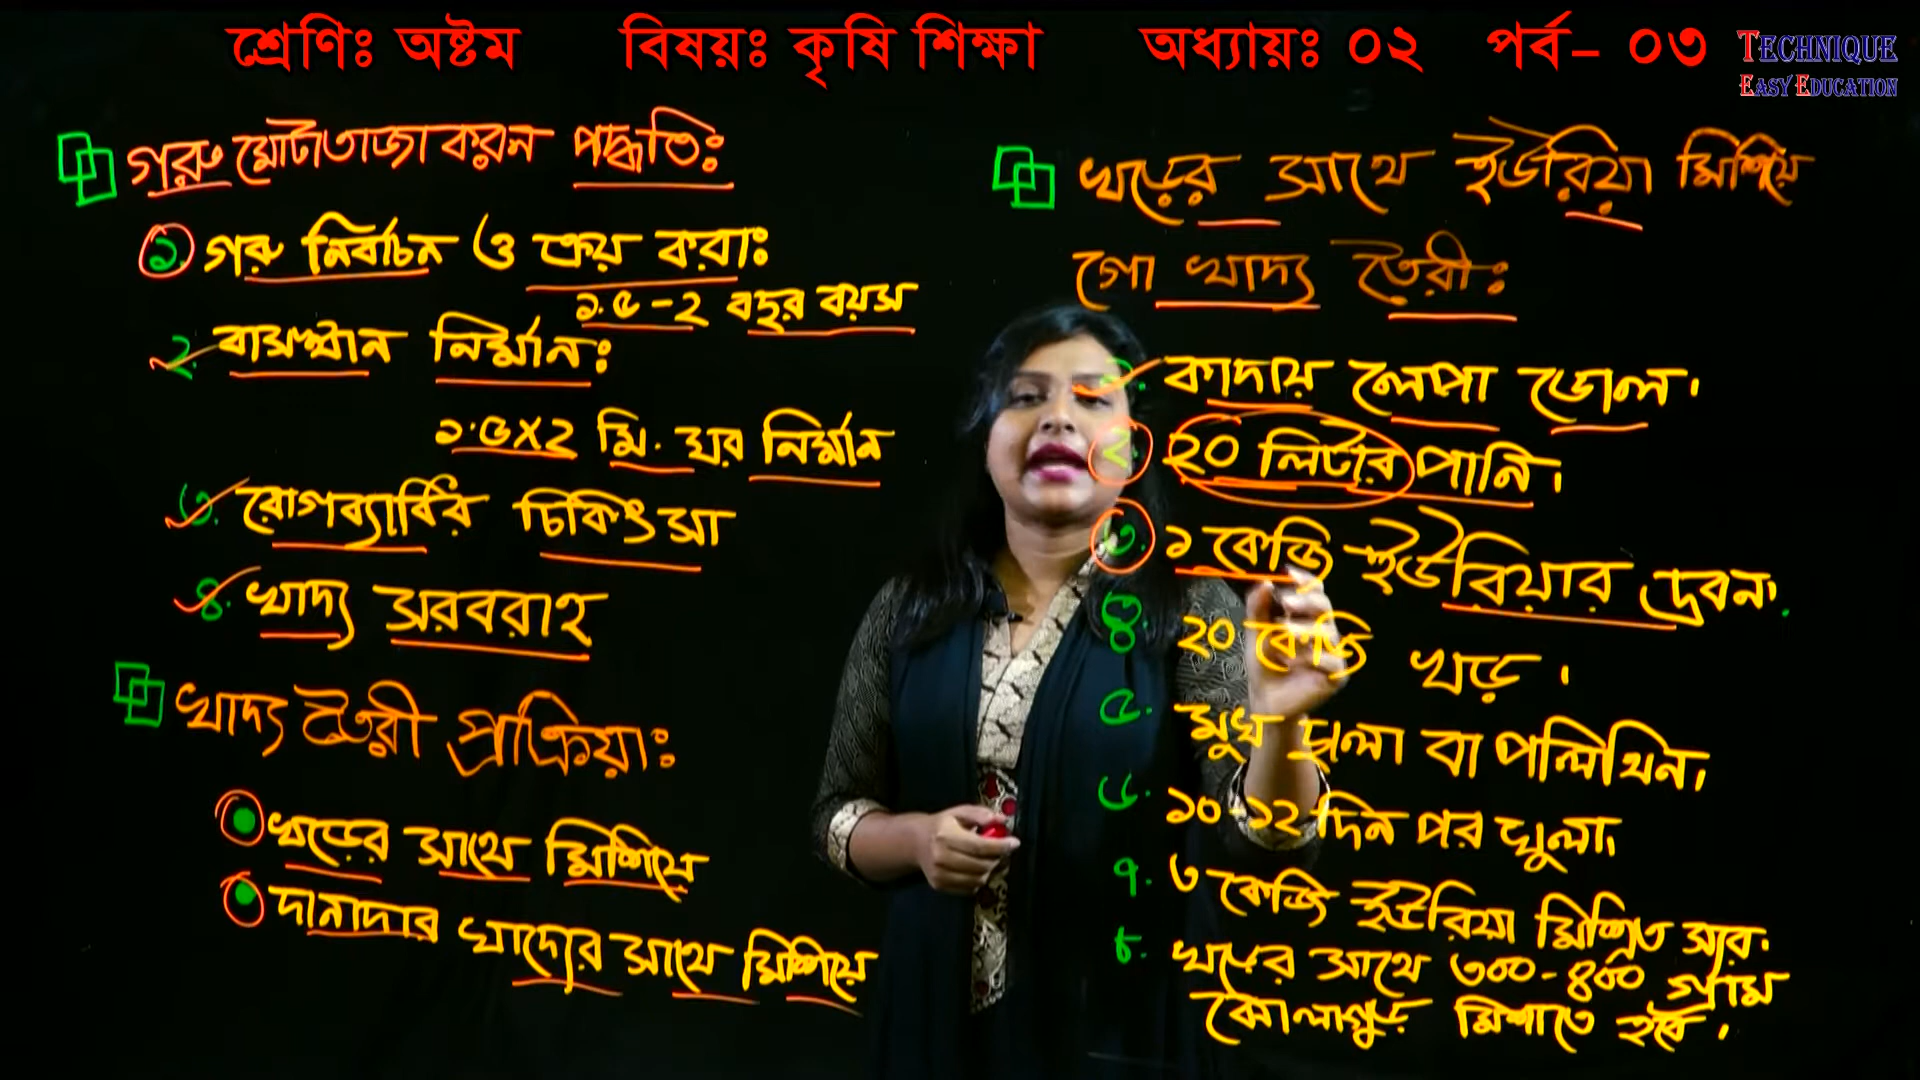 শ্রেণিঃ অষ্টম বিষয়ঃ কৃষি শিক্ষা অধ্যায়ঃ ০২ পর্ব- ০৩
TECHNIQUE
EASY EDUCATION
গরু মোটাতাজা করন পদ্ধতিঃ
১. গরু নির্বাচন ও ক্রয় করাঃ
১.৫-২ বছর বয়স
২. বাসস্থান নির্মানঃ
১.৫X২ মি. ঘর নির্মান
৩. রোগব্যাধির চিকিৎসা
৪. খাদ্য সরবরাহ
খাদ্য তৈরী প্রক্রিয়াঃ
খড়ের সাথে মিশিয়ে
দানাদার খাদ্যের সাথে মিশিয়ে
খড়ের সাথে ইউরিয়া মিশিয়ে
গো খাদ্য তৈরীঃ
১. কাদায় লেপা ডোল।
২. ২০ লিটার পানি।
৩. ১ কেজি ইউরিয়ার দ্রবন।
৪. ২০ কেজি খড়।
৫. মুখ ছালা বা পলিথিন।
৬. ১০-১২ দিন পর খুলা।
৭. ৩ কেজি ইউরিয়া মিশ্রিত সার।
৮. খড়ের সাথে ৩০০-৪০০ গ্রাম
কোলাগুড় মিশাতে হবে।